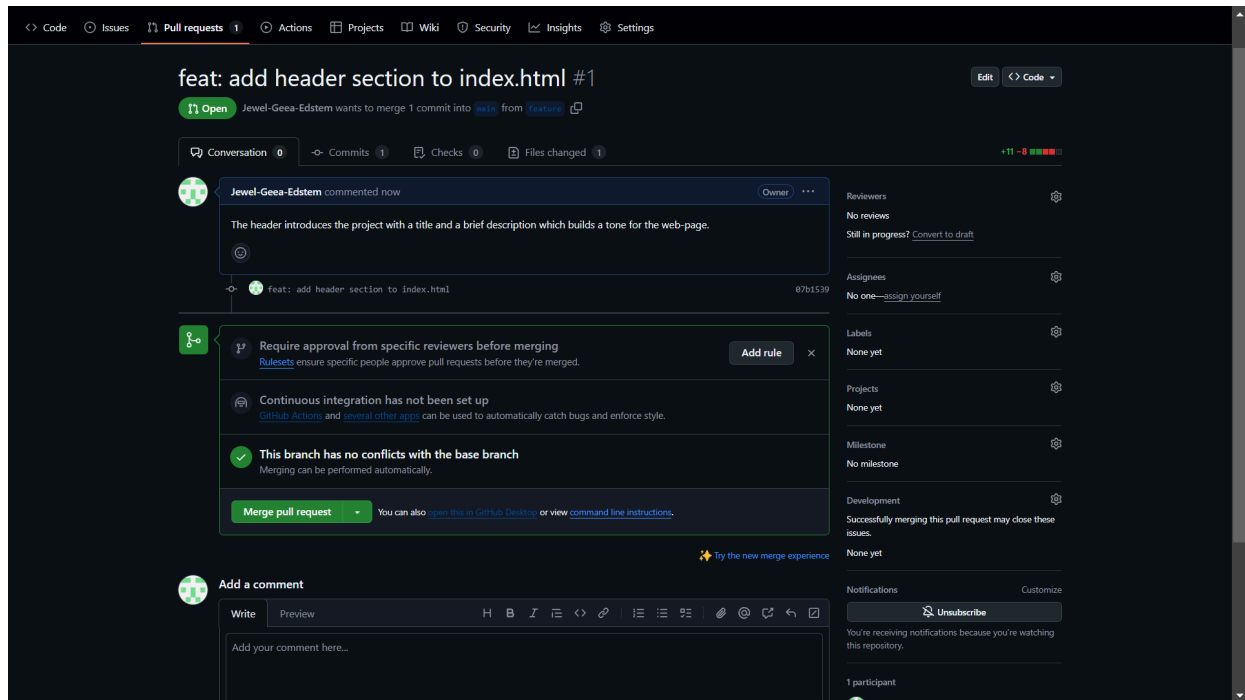 Code Issues Pull requests 1 Actions Projects Wiki Security Insights Settings
feat: add header section to index.html #1
Edit Code
Open Jewel-Geea-Edstem wants to merge 1 commit into main from feature
Conversation 0 Commits 1 Checks 0 Files changed 1
+11 −8
Jewel-Geea-Edstem commented now Owner
The header introduces the project with a title and a brief description which builds a tone for the web-page.
feat: add header section to index.html 07b1539
Require approval from specific reviewers before merging
Rulesets ensure specific people approve pull requests before they're merged.
Add rule
Continuous integration has not been set up
GitHub Actions and several other apps can be used to automatically catch bugs and enforce style.
This branch has no conflicts with the base branch
Merging can be performed automatically.
Merge pull request You can also open this in GitHub Desktop or view command line instructions.
Try the new merge experience
Add a comment
Write Preview
Add your comment here...
Reviewers
No reviews
Still in progress? Convert to draft
Assignees
No one—assign yourself
Labels
None yet
Projects
None yet
Milestone
No milestone
Development
Successfully merging this pull request may close these
issues.
None yet
Notifications Customize
Unsubscribe
You're receiving notifications because you're watching
this repository.
1 participant